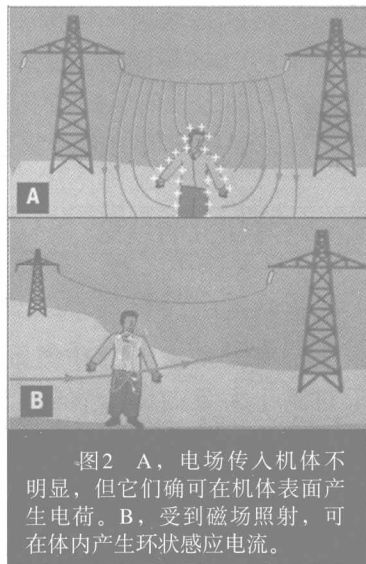 A
B
图2 A,电场传入机体不
明显,但它们确可在机体表面产
生电荷。B,受到磁场照射,可
在体内产生环状感应电流。